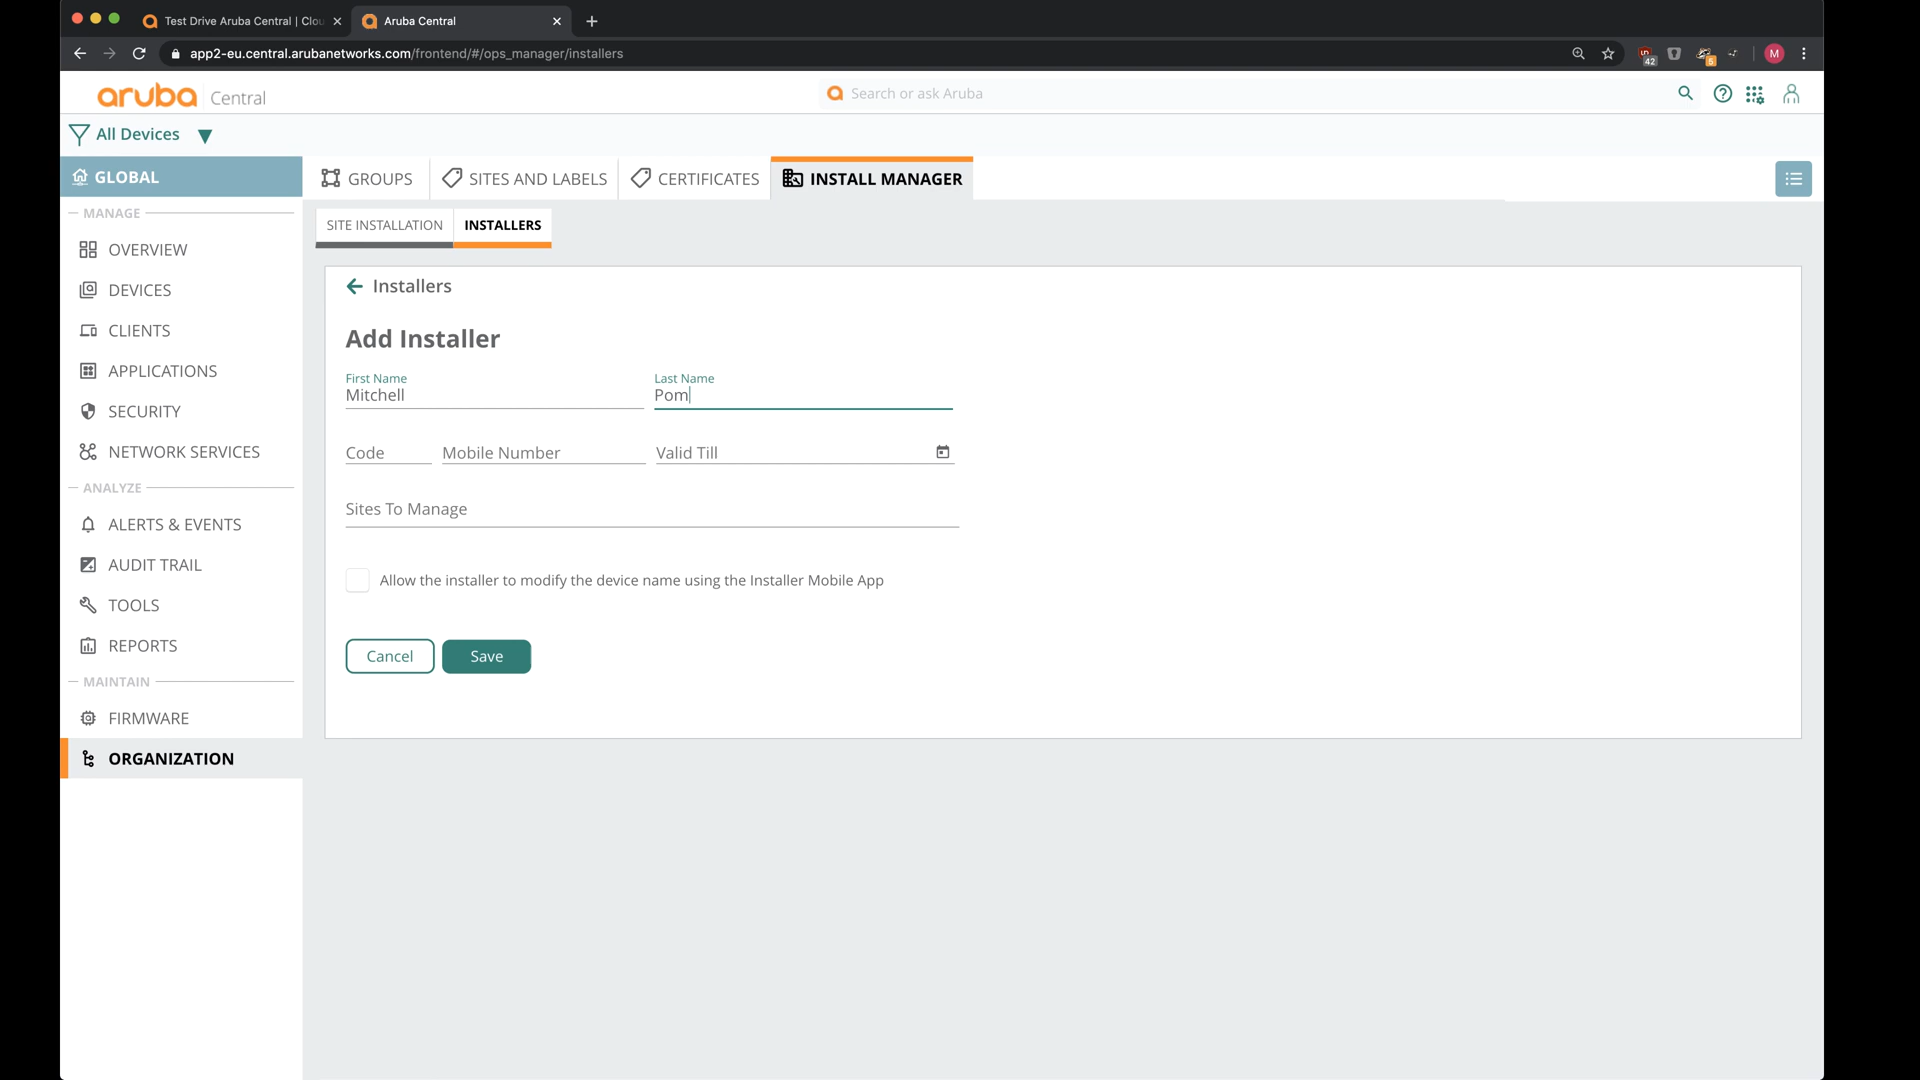 Test Drive Aruba Central | Clou
Aruba Central
app2-eu.central.arubanetworks.com/frontend/#/ops_manager/installers
42
5
M
aruba Central
Search or ask Aruba
All Devices
GLOBAL
GROUPS
SITES AND LABELS
CERTIFICATES
INSTALL MANAGER
MANAGE
SITE INSTALLATION
INSTALLERS
OVERVIEW
DEVICES
CLIENTS
APPLICATIONS
SECURITY
NETWORK SERVICES
ANALYZE
ALERTS & EVENTS
AUDIT TRAIL
TOOLS
REPORTS
MAINTAIN
FIRMWARE
ORGANIZATION
Installers
Add Installer
First Name
Last Name
Mitchell
Pom
Code
Mobile Number
Valid Till
Sites To Manage
Allow the installer to modify the device name using the Installer Mobile App
Cancel
Save